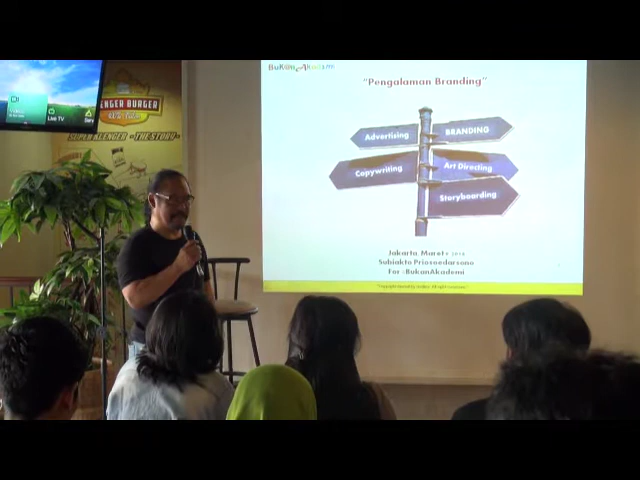 BukanAkademi
"Pengalaman Branding"
Advertising
BRANDING
Copywriting
Art Directing
Storyboarding
Jakarta, Maret
Subiakto Priosoedarsono
For :BukanAkademi
ENGER BURGER
Live TV
THE STORY